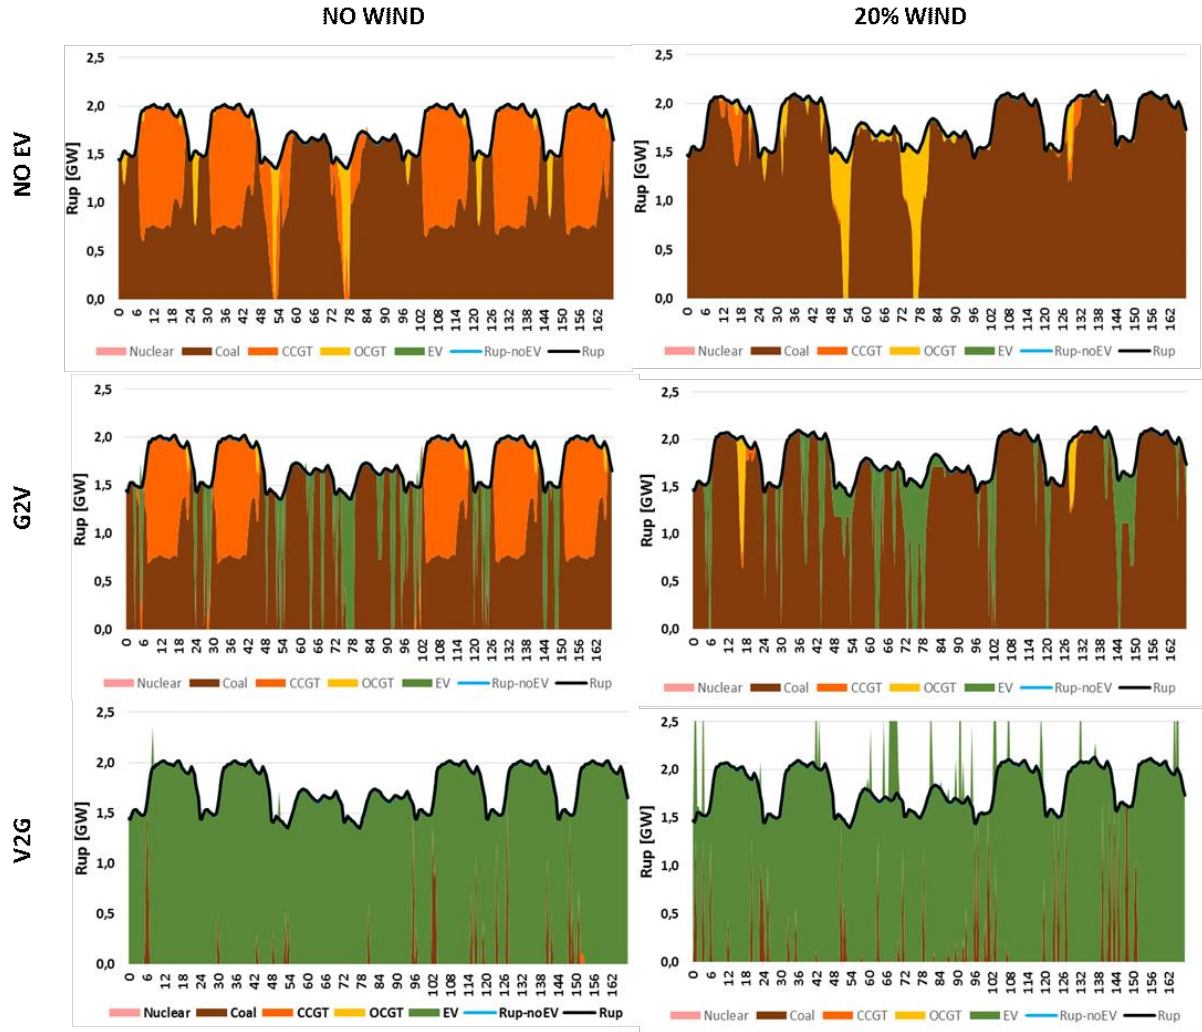 NO WIND
20% WIND
NO EV
Rup [GW]
2,5
2,0
1,5
1,0
0,5
0,0
0 6 12 18 24 30 36 42 48 54 60 66 72 78 84 90 96 102 108 114 120 126 132 138 144 150 156 162
Nuclear Coal CCGT OCGT EV Rup-noEV Rup
Rup [GW]
2,5
2,0
1,5
1,0
0,5
0,0
0 6 12 18 24 30 36 42 48 54 60 66 72 78 84 90 96 102 108 114 120 126 132 138 144 150 156 162
Nuclear Coal CCGT OCGT EV Rup-noEV Rup
G2V
Rup [GW]
2,5
2,0
1,5
1,0
0,5
0,0
0 6 12 18 24 30 36 42 48 54 60 66 72 78 84 90 96 102 108 114 120 126 132 138 144 150 156 162
Nuclear Coal CCGT OCGT EV Rup-noEV Rup
Rup [GW]
2,5
2,0
1,5
1,0
0,5
0,0
0 6 12 18 24 30 36 42 48 54 60 66 72 78 84 90 96 102 108 114 120 126 132 138 144 150 156 162
Nuclear Coal CCGT OCGT EV Rup-noEV Rup
V2G
Rup [GW]
2,5
2,0
1,5
1,0
0,5
0,0
0 6 12 18 24 30 36 42 48 54 60 66 72 78 84 90 96 102 108 114 120 126 132 138 144 150 156 162
Nuclear Coal CCGT OCGT EV Rup-noEV Rup
Rup [GW]
2,5
2,0
1,5
1,0
0,5
0,0
0 6 12 18 24 30 36 42 48 54 60 66 72 78 84 90 96 102 108 114 120 126 132 138 144 150 156 162
Nuclear Coal CCGT OCGT EV Rup-noEV Rup